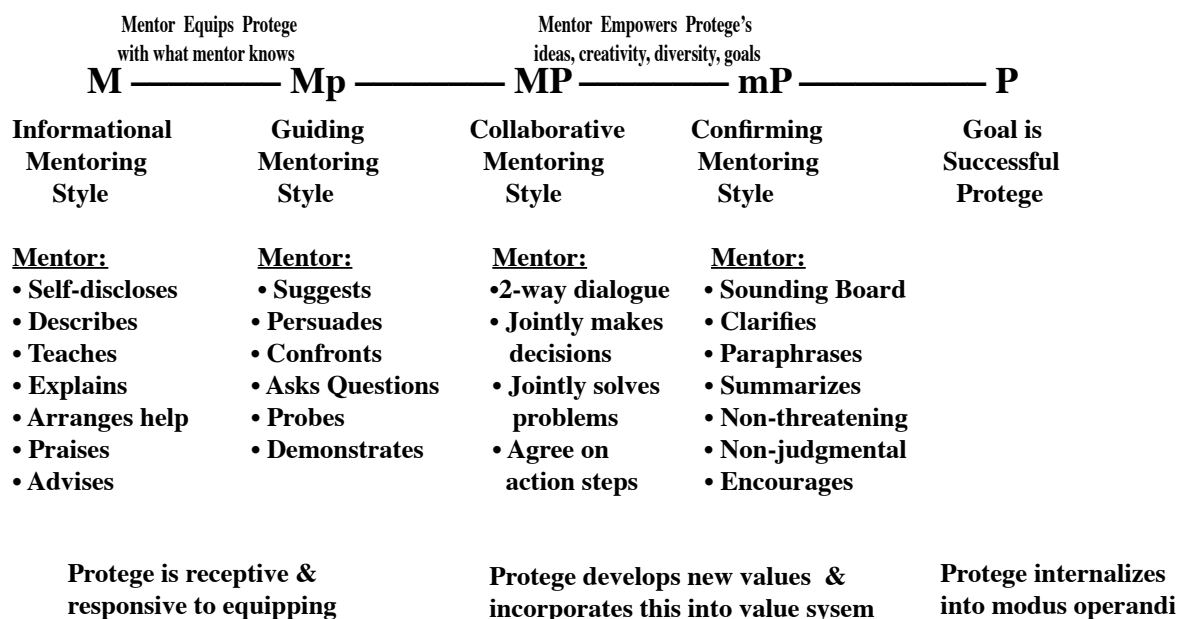 Mentor Equips Protege
with what mentor knows
Mentor Empowers Protege's
ideas, creativity, diversity, goals
M Mp MP mP P
Informational
Mentoring
Style
Guiding
Mentoring
Style
Collaborative
Mentoring
Style
Confirming
Mentoring
Style
Goal is
Successful
Protege
Mentor:
• Self-discloses
• Describes
• Teaches
• Explains
• Arranges help
• Praises
• Advises
Mentor:
• Suggests
• Persuades
• Confronts
• Asks Questions
• Probes
• Demonstrates
Mentor:
•2-way dialogue
• Jointly makes
decisions
• Jointly solves
problems
• Agree on
action steps
Mentor:
• Sounding Board
• Clarifies
• Paraphrases
• Summarizes
• Non-threatening
• Non-judgmental
• Encourages
Protege is receptive &
responsive to equipping
Protege develops new values &
incorporates this into value sysem
Protege internalizes
into modus operandi